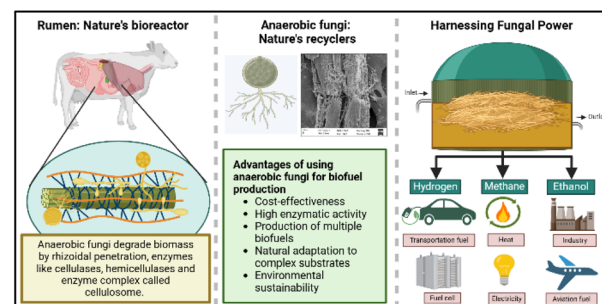 Rumen: Nature's bioreactor
Anaerobic fungi degrade biomass
by rhizoidal penetration, enzymes
like cellulases, hemicellulases and
enzyme complex called
cellulosome.
Anaerobic fungi:
Nature's recyclers
Advantages of using
anaerobic fungi for biofuel
production
• Cost-effectiveness
• High enzymatic activity
• Production of multiple
biofuels
• Natural adaptation to
complex substrates
• Environmental
sustainability
Harnessing Fungal Power
Inlet
Hydrogen
Methane
Ethanol
Transportation fuel
Heat
Industry
Fuel cell
Electricity
Aviation fuel